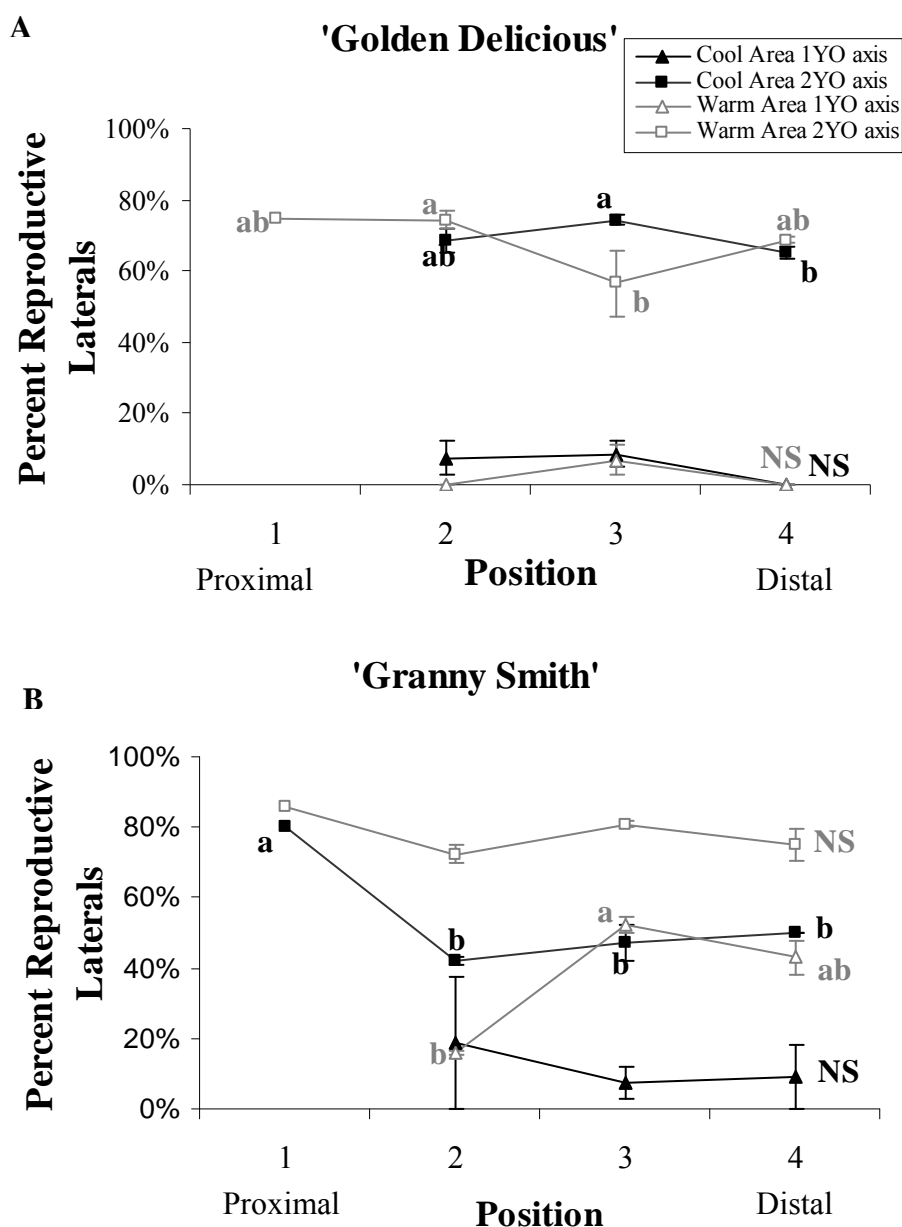 A
'Golden Delicious'
Cool Area 1YO axis
Cool Area 2YO axis
Warm Area 1YO axis
Warm Area 2YO axis
Percent Reproductive
Laterals
100%
80%
60%
40%
20%
0%
ab
a
ab
a
b
ab
b
NS
NS
1
2
3
4
Proximal
Position
Distal
'Granny Smith'
B
Percent Reproductive
Laterals
100%
80%
60%
40%
20%
0%
a
b
b
a
b
NS
b
ab
NS
1
2
3
4
Proximal
Position
Distal